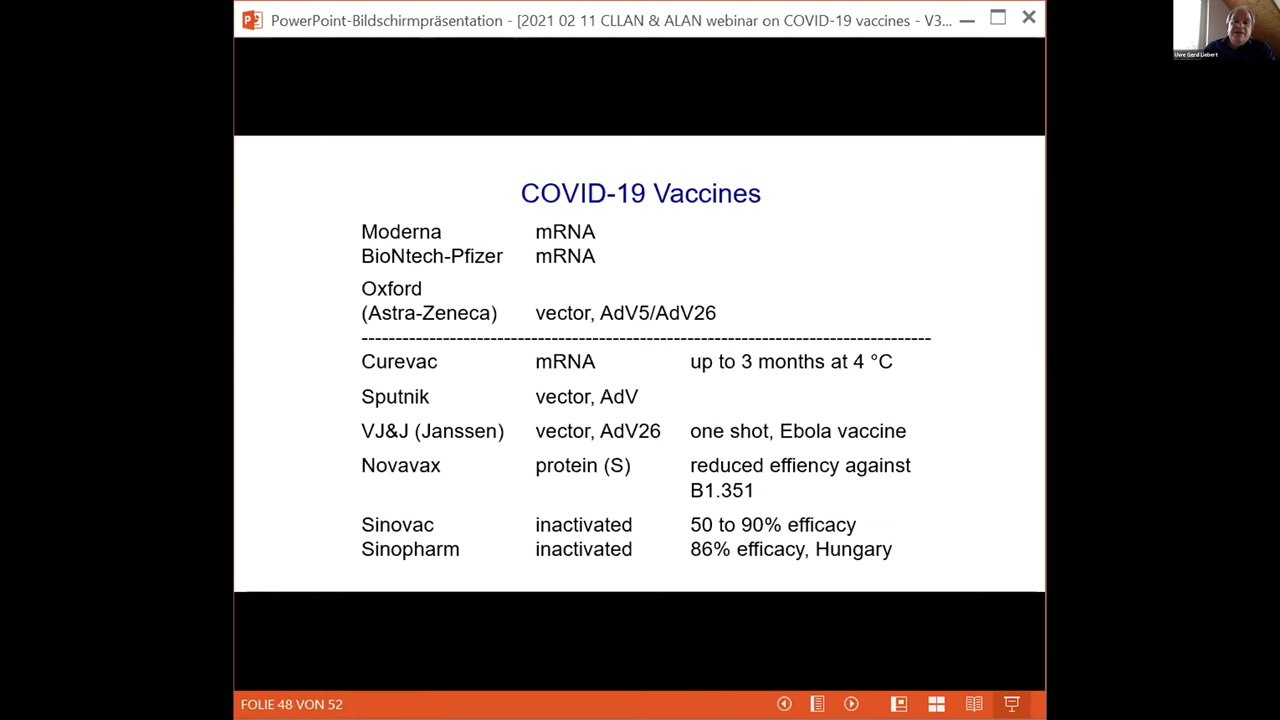 PowerPoint-Bildschirmpräsentation - [2021 02 11 CLLAN & ALAN webinar on COVID-19 vaccines - V3...
Uwe Gerd Liebert
COVID-19 Vaccines
Moderna mRNA
BioNtech-Pfizer mRNA
Oxford
(Astra-Zeneca) vector, AdV5/AdV26
------------------------------------------------------------------------------------
Curevac mRNA up to 3 months at 4 °C
Sputnik vector, AdV
VJ&J (Janssen) vector, AdV26 one shot, Ebola vaccine
Novavax protein (S) reduced effiency against
B1.351
Sinovac inactivated 50 to 90% efficacy
Sinopharm inactivated 86% efficacy, Hungary
FOLIE 48 VON 52